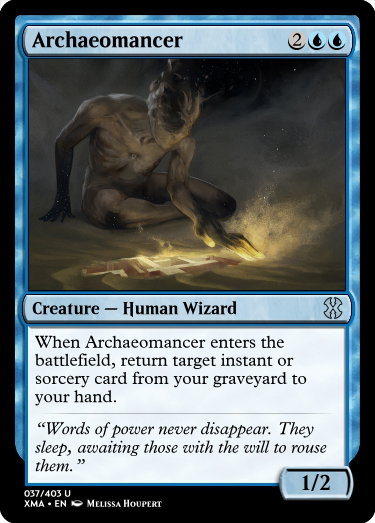 Archaeomancer 2
Creature — Human Wizard
When Archaeomancer enters the
battlefield, return target instant or
sorcery card from your graveyard to
your hand.
“Words of power never disappear. They
sleep, awaiting those with the will to rouse
them.”
1/2
037/403 U
XMA • EN Melissa Houpert